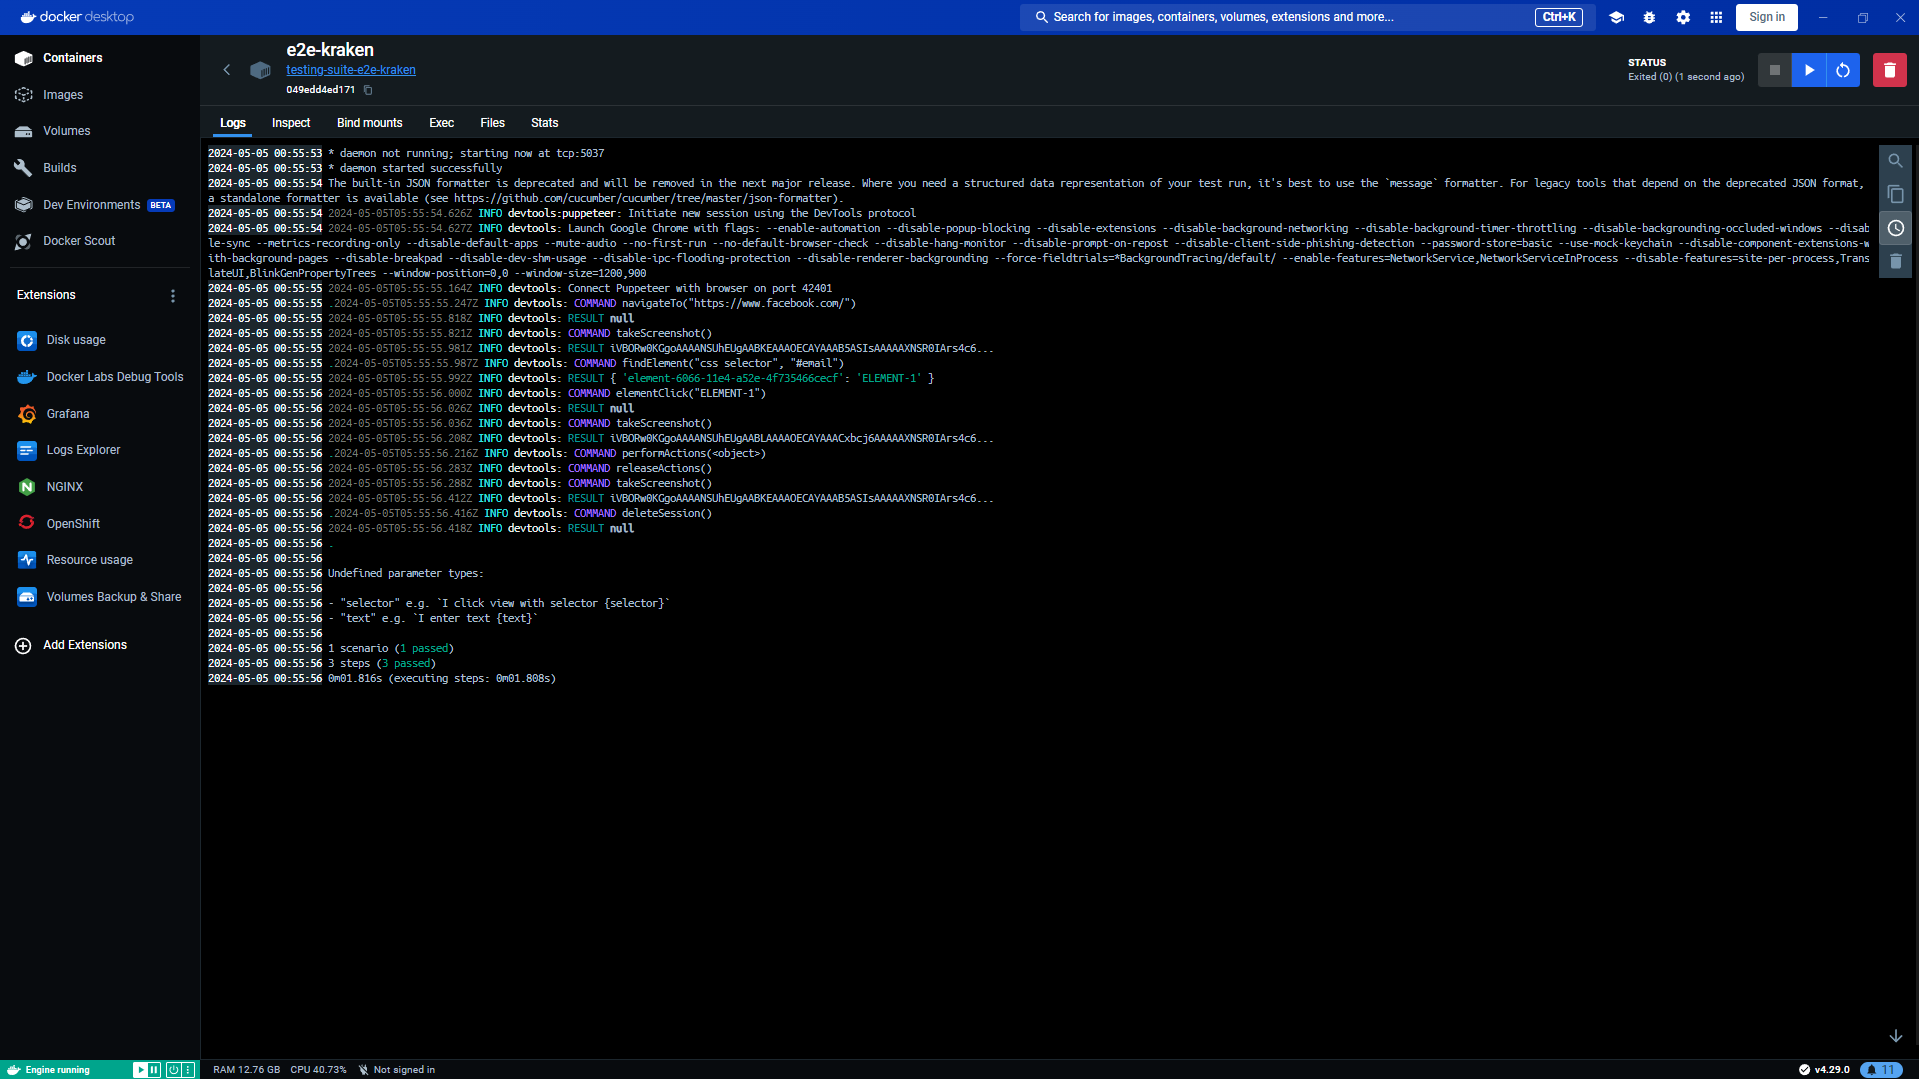 docker desktop
Search for images, containers, volumes, extensions and more...
Ctrl+K
Sign in
Containers
Images
Volumes
Builds
Dev Environments BETA
Docker Scout
Extensions
Disk usage
Docker Labs Debug Tools
Grafana
Logs Explorer
NGINX
OpenShift
Resource usage
Volumes Backup & Share
Add Extensions
e2e-kraken
testing-suite-e2e-kraken
049edd4ed171
STATUS
Exited (0) (1 second ago)
Logs Inspect Bind mounts Exec Files Stats
2024-05-05 00:55:53 * daemon not running; starting now at tcp:5037
2024-05-05 00:55:53 * daemon started successfully
2024-05-05 00:55:54 The built-in JSON formatter is deprecated and will be removed in the next major release. Where you need a structured data representation of your test run, it's best to use the `message` formatter. For legacy tools that depend on the deprecated JSON format,
a standalone formatter is available (see https://github.com/cucumber/cucumber/tree/master/json-formatter).
2024-05-05 00:55:54 2024-05-05T05:55:54.626Z INFO devtools:puppeteer: Initiate new session using the DevTools protocol
2024-05-05 00:55:54 2024-05-05T05:55:54.627Z INFO devtools: Launch Google Chrome with flags: --enable-automation --disable-popup-blocking --disable-extensions --disable-background-networking --disable-background-timer-throttling --disable-backgrounding-occluded-windows --disab
le-sync --metrics-recording-only --disable-default-apps --mute-audio --no-first-run --no-default-browser-check --disable-hang-monitor --disable-prompt-on-repost --disable-client-side-phishing-detection --password-store=basic --use-mock-keychain --disable-component-extensions-w
ith-background-pages --disable-breakpad --disable-dev-shm-usage --disable-ipc-flooding-protection --disable-renderer-backgrounding --force-fieldtrials=*BackgroundTracing/default/ --enable-features=NetworkService,NetworkServiceInProcess --disable-features=site-per-process,Trans
lateUI,BlinkGenPropertyTrees --window-position=0,0 --window-size=1200,900
2024-05-05 00:55:55 2024-05-05T05:55:55.164Z INFO devtools: Connect Puppeteer with browser on port 42401
2024-05-05 00:55:55 .2024-05-05T05:55:55.247Z INFO devtools: COMMAND navigateTo("https://www.facebook.com/")
2024-05-05 00:55:55 2024-05-05T05:55:55.818Z INFO devtools: RESULT null
2024-05-05 00:55:55 2024-05-05T05:55:55.821Z INFO devtools: COMMAND takeScreenshot()
2024-05-05 00:55:55 2024-05-05T05:55:55.981Z INFO devtools: RESULT iVBORw0KGgoAAAANSUhEUgAABKEAAAOECAYAAAB5ASIsAAAAAXNSR0IArs4c6...
2024-05-05 00:55:55 .2024-05-05T05:55:55.987Z INFO devtools: COMMAND findElement("css selector", "#email")
2024-05-05 00:55:55 2024-05-05T05:55:55.992Z INFO devtools: RESULT { 'element-6066-11e4-a52e-4f735466cecf': 'ELEMENT-1' }
2024-05-05 00:55:56 2024-05-05T05:55:56.000Z INFO devtools: COMMAND elementClick("ELEMENT-1")
2024-05-05 00:55:56 2024-05-05T05:55:56.026Z INFO devtools: RESULT null
2024-05-05 00:55:56 2024-05-05T05:55:56.036Z INFO devtools: COMMAND takeScreenshot()
2024-05-05 00:55:56 2024-05-05T05:55:56.208Z INFO devtools: RESULT iVBORw0KGgoAAAANSUhEUgAABLAAAAOECAYAAACxbcj6AAAAAXNSR0IArs4c6...
2024-05-05 00:55:56 .2024-05-05T05:55:56.216Z INFO devtools: COMMAND performActions(<object>)
2024-05-05 00:55:56 2024-05-05T05:55:56.283Z INFO devtools: COMMAND releaseActions()
2024-05-05 00:55:56 2024-05-05T05:55:56.288Z INFO devtools: COMMAND takeScreenshot()
2024-05-05 00:55:56 2024-05-05T05:55:56.412Z INFO devtools: RESULT iVBORw0KGgoAAAANSUhEUgAABKEAAAOECAYAAAB5ASIsAAAAAXNSR0IArs4c6...
2024-05-05 00:55:56 .2024-05-05T05:55:56.416Z INFO devtools: COMMAND deleteSession()
2024-05-05 00:55:56 2024-05-05T05:55:56.418Z INFO devtools: RESULT null
2024-05-05 00:55:56 .
2024-05-05 00:55:56
2024-05-05 00:55:56 Undefined parameter types:
2024-05-05 00:55:56
2024-05-05 00:55:56 - "selector" e.g. `I click view with selector {selector}`
2024-05-05 00:55:56 - "text" e.g. `I enter text {text}`
2024-05-05 00:55:56
2024-05-05 00:55:56 1 scenario (1 passed)
2024-05-05 00:55:56 3 steps (3 passed)
2024-05-05 00:55:56 0m01.816s (executing steps: 0m01.808s)
Engine running
RAM 12.76 GB CPU 40.73% Not signed in
v4.29.0
11